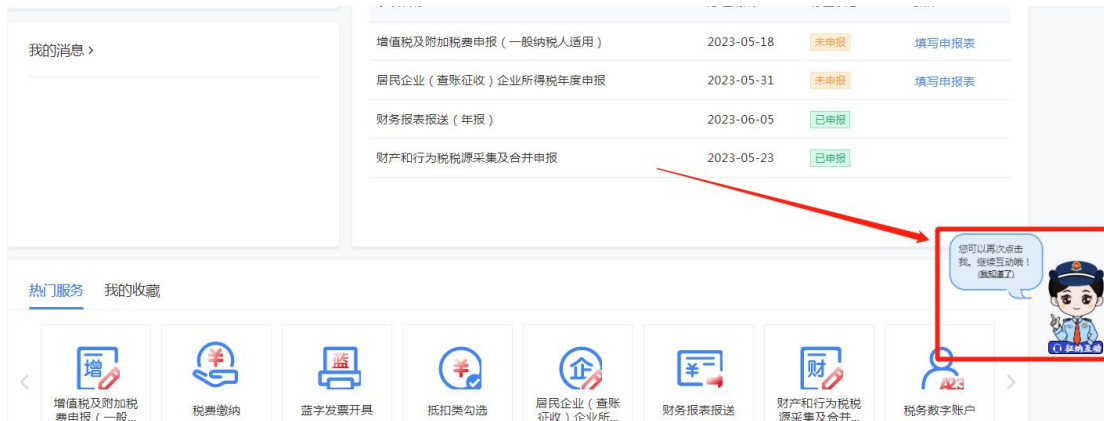 我的消息 >
增值税及附加税费申报（一般纳税人适用） 2023-05-18 未申报 填写申报表
居民企业（查账征收）企业所得税年度申报 2023-05-31 未申报 填写申报表
财务报表报送（年报） 2023-06-05 已申报
财产和行为税税源采集及合并申报 2023-05-23 已申报
您可以再次点击
我。继续互动哦！
(我知道了)
征纳互动
热门服务 我的收藏
增
蓝
企
财
A23
增值税及附加税
费申报（一般...
税费缴纳
蓝字发票开具
抵扣类勾选
居民企业（查账
征收）企业所...
财务报表报送
财产和行为税税
源采集及合并...
税务数字账户